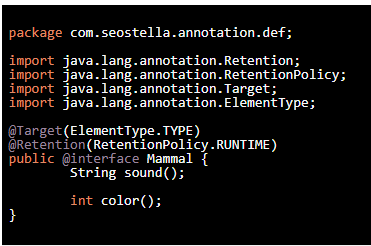 package com.seostella.annotation.def;
import java.lang.annotation.Retention;
import java.lang.annotation.RetentionPolicy;
import java.lang.annotation.Target;
import java.lang.annotation.ElementType;
@Target(ElementType.TYPE)
@Retention(RetentionPolicy.RUNTIME)
public @interface Mammal {
String sound();
int color();
}